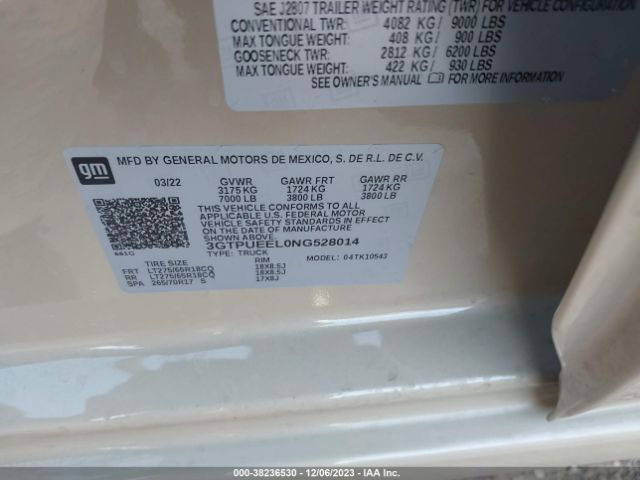 SAE J2807 TRAILER WEIGHT RATING (TWR) FOR VEHICLE CONFIGURATION
CONVENTIONAL TWR: 4082 KG / 9000 LBS
MAX TONGUE WEIGHT: 408 KG / 900 LBS
GOOSENECK TWR: 2812 KG / 6200 LBS
MAX TONGUE WEIGHT: 422 KG / 930 LBS
SEE OWNER'S MANUAL FOR MORE INFORMATION
gm MFD BY GENERAL MOTORS DE MEXICO, S. DE R.L. DE C.V.
03/22 GVWR GAWR FRT GAWR RR
3175 KG 1724 KG 1724 KG
7000 LB 3800 LB 3800 LB
THIS VEHICLE CONFORMS TO ALL
APPLICABLE U.S. FEDERAL MOTOR
VEHICLE SAFETY STANDARDS IN EFFECT
ON THE DATE OF MANUFACTURE SHOWN
ABOVE.
3GTPUEEL0NG528014
661G TYPE: TRUCK MODEL: 04TK10543
TIRE SIZE RIM
FRT LT275/65R18CQ 18X8.5J
RR LT275/65R18CQ 18X8.5J
SPA 265/70R17 S 17X8J
000-38236530 - 12/06/2023 - IAA Inc.